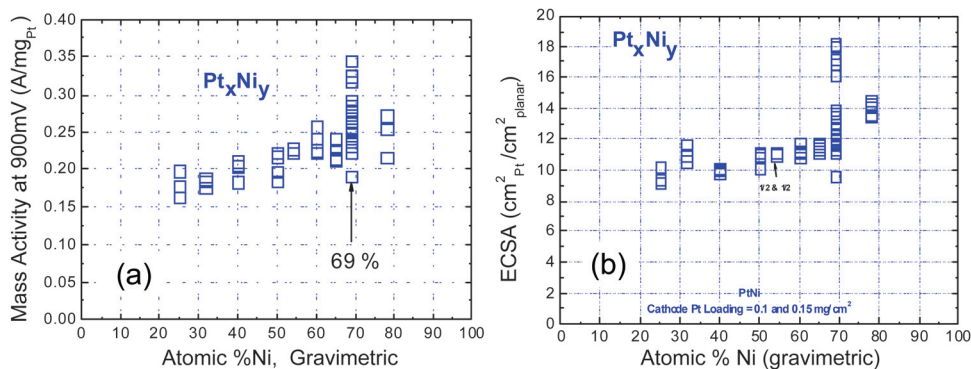 Mass Activity at 900mV (A/mgPt)
0.40
0.35
0.30
0.25
0.20
0.15
0.10
0.05
0.00
PtxNiy
(a)
69 %
0 10 20 30 40 50 60 70 80 90 100
Atomic %Ni, Gravimetric
ECSA (cm2Pt /cm2planar)
20
18
16
14
12
10
8
6
4
2
0
PtxNiy
1/2 & 1/2
(b)
PtNi
Cathode Pt Loading = 0.1 and 0.15 mg/cm2
0 10 20 30 40 50 60 70 80 90 100
Atomic % Ni (gravimetric)